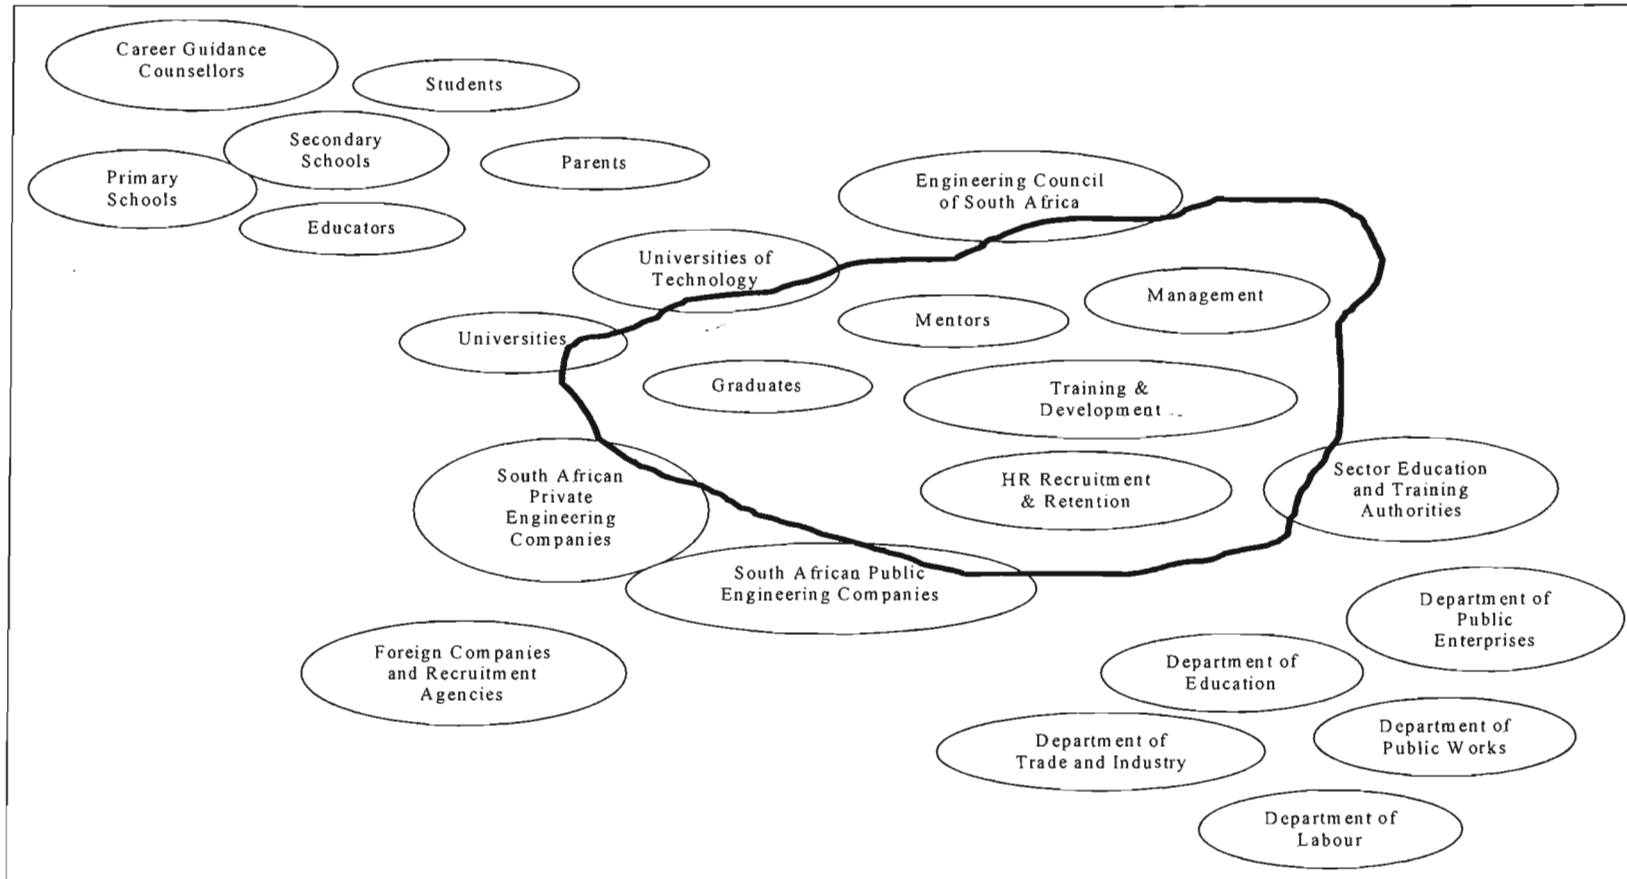 Career Guidance
Counsellors
Students
Secondary
Schools
Parents
Primary
Schools
Educators
Engineering Council
of South Africa
Universities of
Technology
Management
Mentors
Universities
Graduates
Training &
Development
South African
Private
Engineering
Companies
HR Recruitment
& Retention
Sector Education
and Training
Authorities
South African Public
Engineering Companies
Department of
Public
Enterprises
Foreign Companies
and Recruitment
Agencies
Department of
Education
Department of
Public Works
Department of
Trade and Industry
Department of
Labour